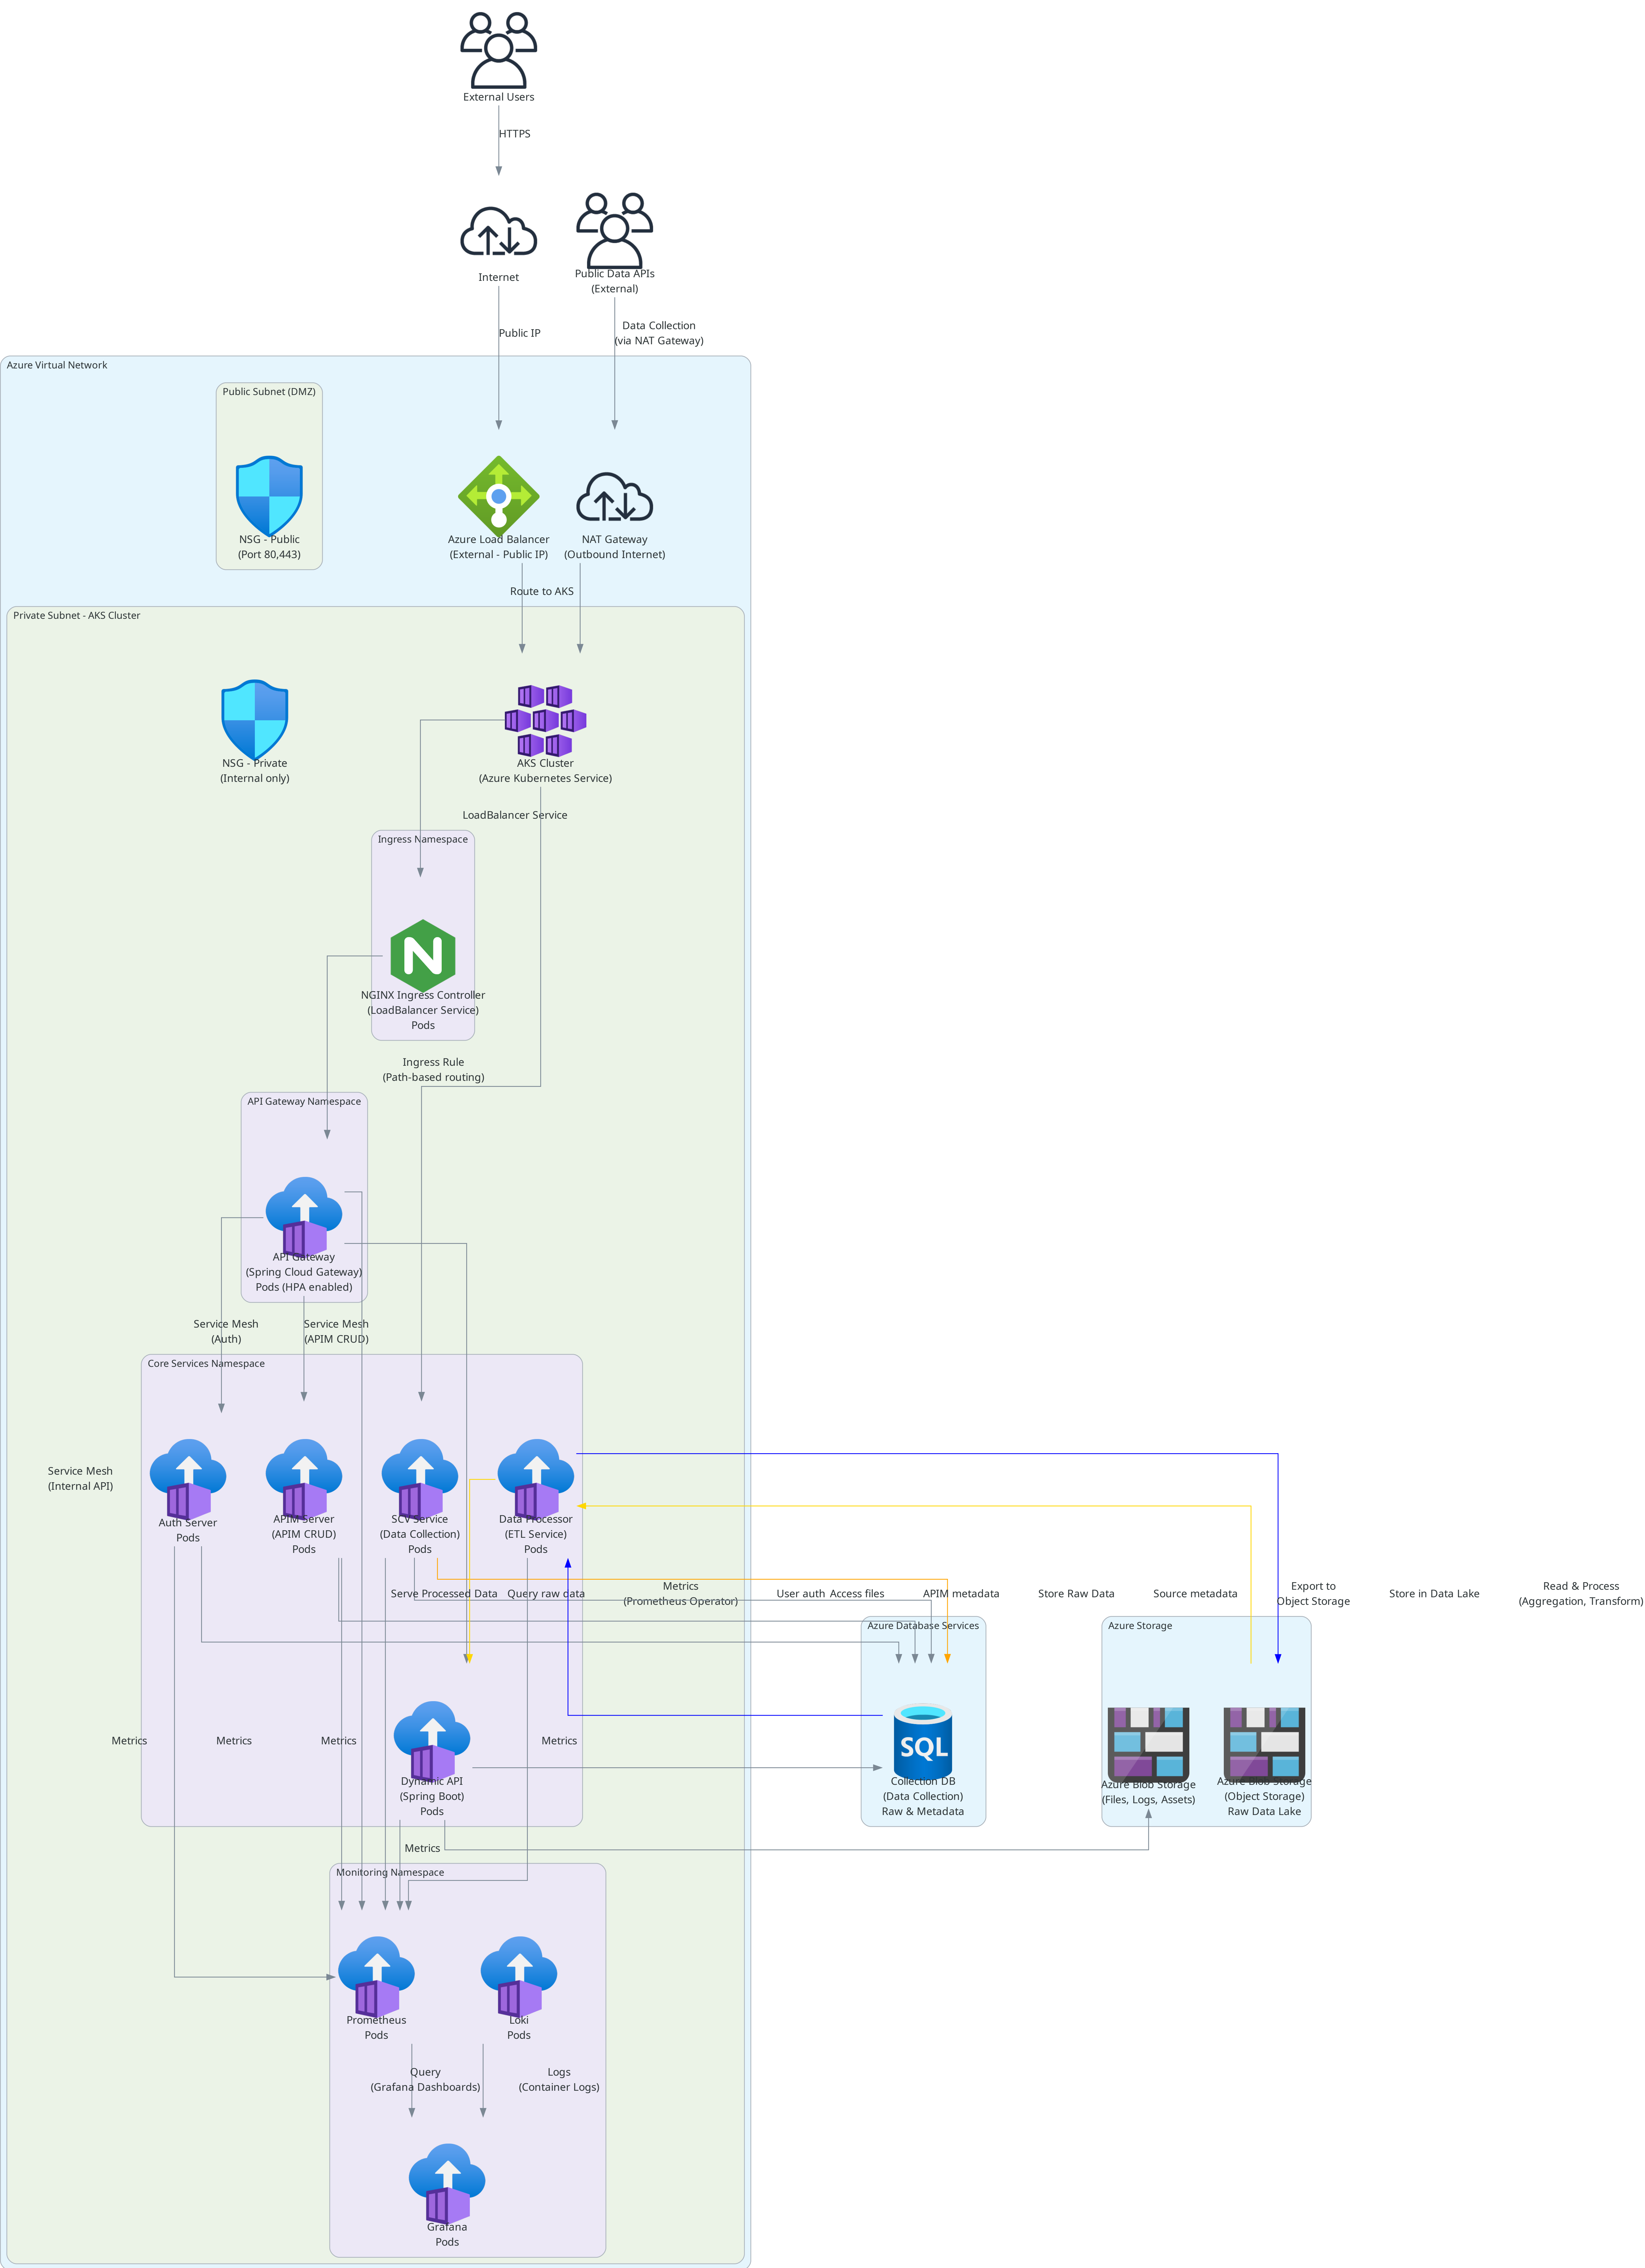 External Users
HTTPS
Internet
Public Data APIs
(External)
Public IP
Data Collection
(via NAT Gateway)
Azure Virtual Network
Public Subnet (DMZ)
NSG - Public
(Port 80,443)
Azure Load Balancer
(External - Public IP)
NAT Gateway
(Outbound Internet)
Route to AKS
Private Subnet - AKS Cluster
NSG - Private
(Internal only)
AKS Cluster
(Azure Kubernetes Service)
LoadBalancer Service
Ingress Namespace
NGINX Ingress Controller
(LoadBalancer Service)
Pods
Ingress Rule
(Path-based routing)
API Gateway Namespace
API Gateway
(Spring Cloud Gateway)
Pods (HPA enabled)
Service Mesh
(Auth)
Service Mesh
(APIM CRUD)
Core Services Namespace
Service Mesh
(Internal API)
Auth Server
Pods
APIM Server
(APIM CRUD)
Pods
SCV Service
(Data Collection)
Pods
Data Processor
(ETL Service)
Pods
Serve Processed Data
Query raw data
Metrics
(Prometheus Operator)
User auth
Access files
APIM metadata
Store Raw Data
Source metadata
Export to
Object Storage
Store in Data Lake
Read & Process
(Aggregation, Transform)
Azure Database Services
Azure Storage
Metrics
Metrics
Metrics
Metrics
SQL
Dynamic API
(Spring Boot)
Pods
Collection DB
(Data Collection)
Raw & Metadata
Azure Blob Storage
(Files, Logs, Assets)
Azure Blob Storage
(Object Storage)
Raw Data Lake
Metrics
Monitoring Namespace
Prometheus
Pods
Loki
Pods
Query
(Grafana Dashboards)
Logs
(Container Logs)
Grafana
Pods